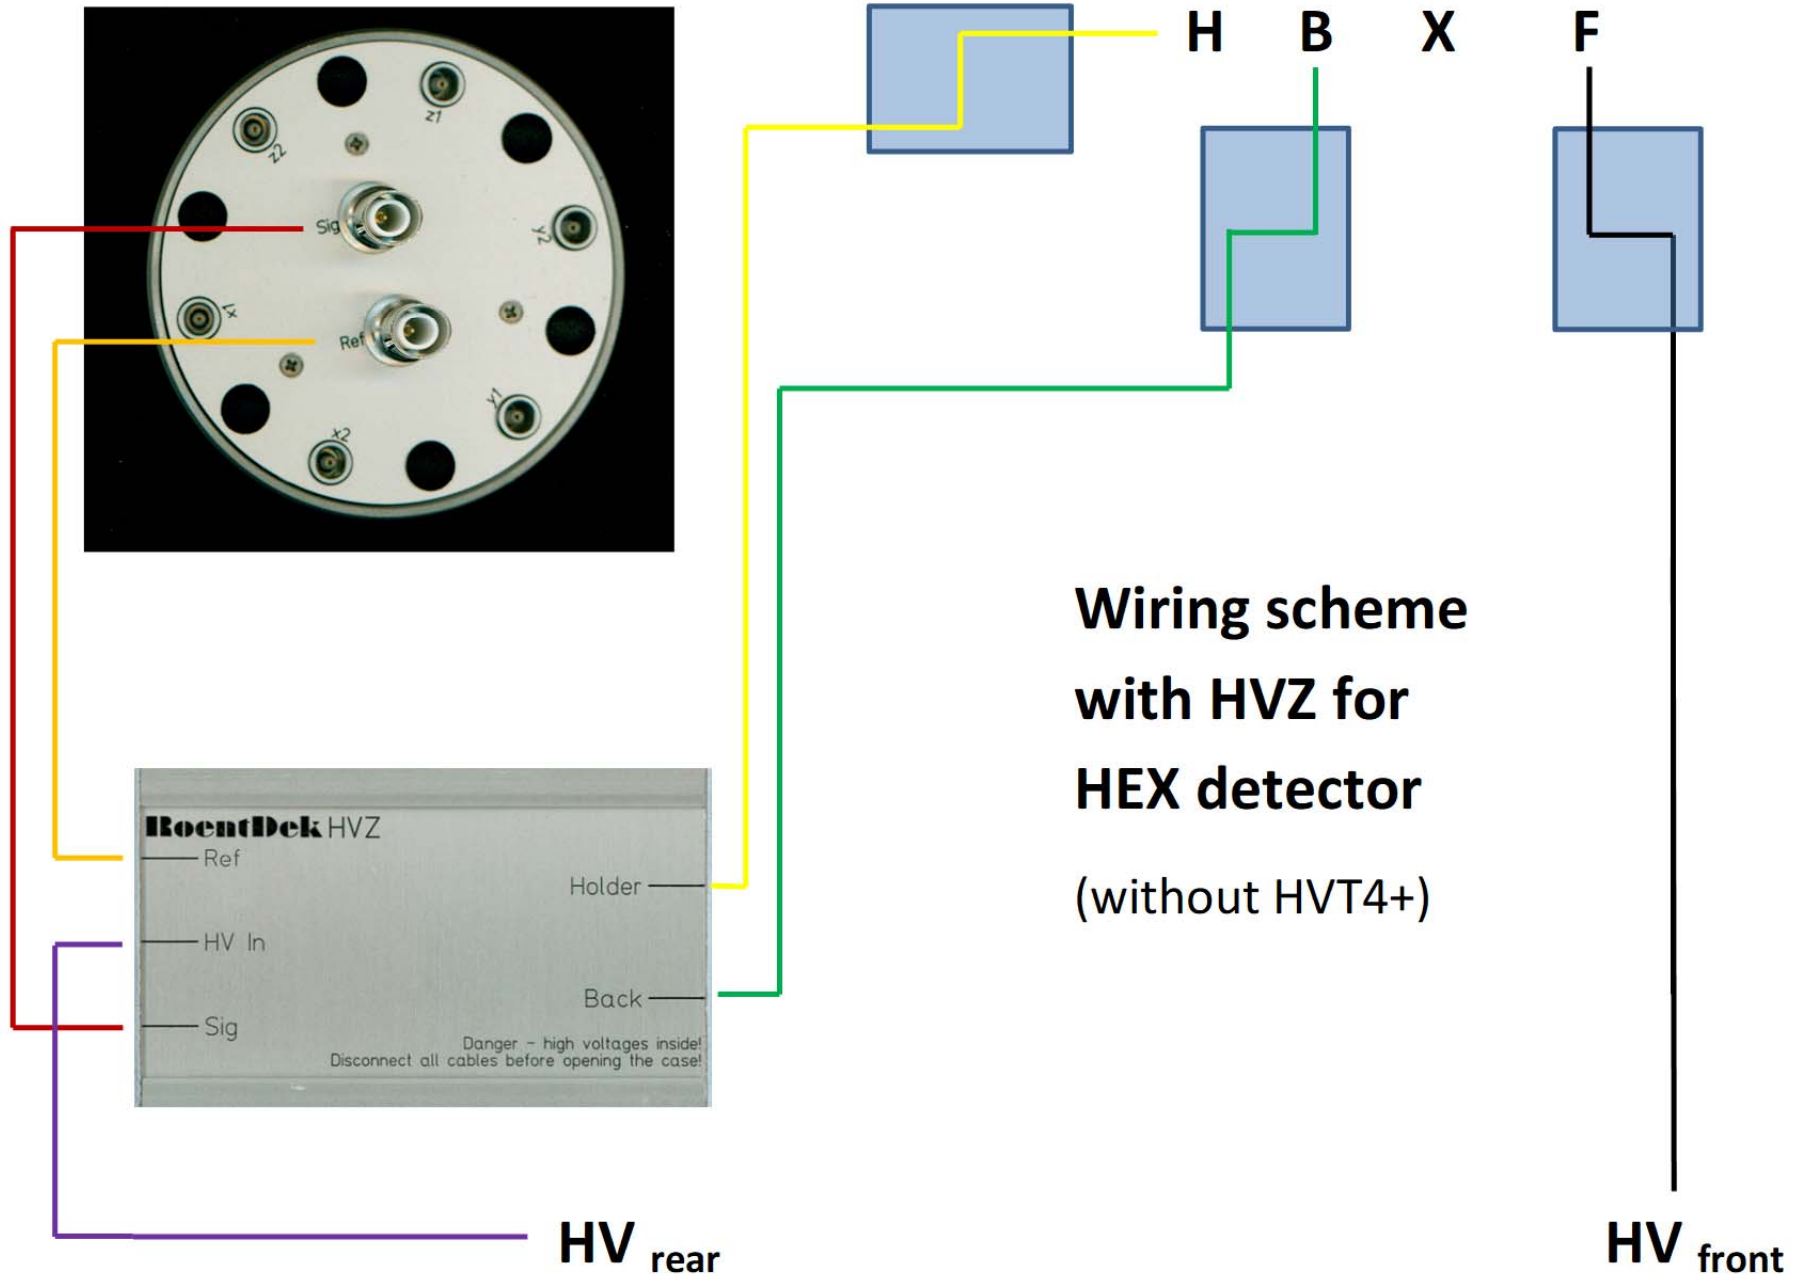 H B X F
z1
z2
Sig
y2
x1
Ref
y1
x2
RoentDek HVZ
Ref
Holder
HV In
Back
Sig
Danger - high voltages inside!
Disconnect all cables before opening the case!
Wiring scheme
with HVZ for
HEX detector
(without HVT4+)
HV rear
HV front